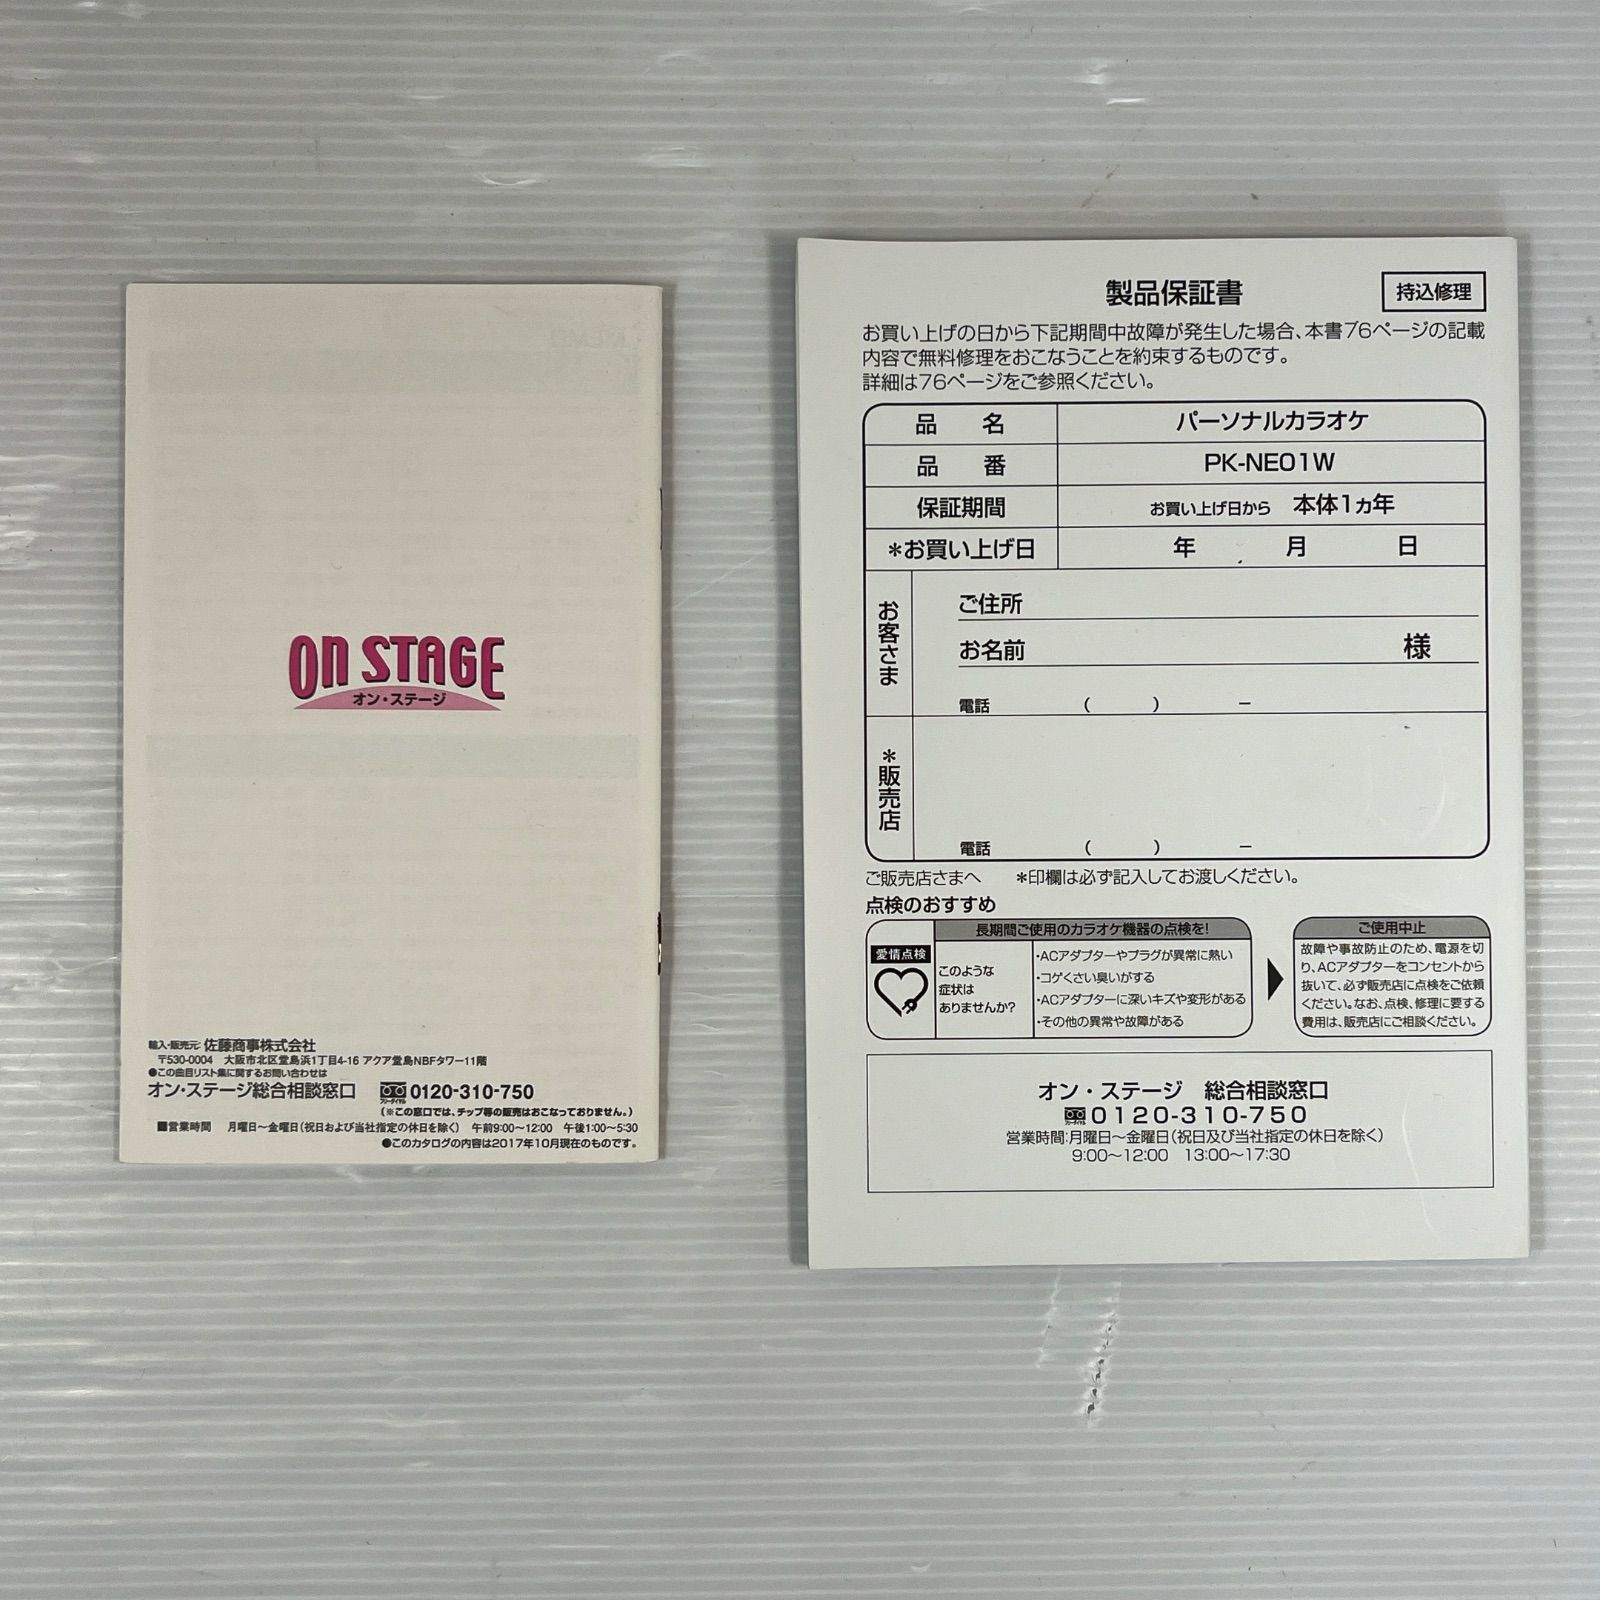 ON STAGE
オン・ステージ
輸入・販売元: 佐藤商事株式会社
〒530-0004 大阪市北区堂島浜1丁目4-16 アクア堂島NBFタワー11階
●この曲目リスト集に関するお問い合わせは
オン・ステージ総合相談窓口 フリーダイヤル 0120-310-750
(※この窓口では、チップ等の販売はおこなっておりません。)
■営業時間 月曜日〜金曜日(祝日および当社指定の休日を除く) 午前9:00〜12:00 午後1:00〜5:30
●このカタログの内容は2017年10月現在のものです。
製品保証書
持込修理
お買い上げの日から下記期間中故障が発生した場合、本書76ページの記載
内容で無料修理をおこなうことを約束するものです。
詳細は76ページをご参照ください。
品名 パーソナルカラオケ
品番 PK-NE01W
保証期間 お買い上げ日から 本体1ヵ年
*お買い上げ日 年 月 日
お客さま
ご住所
お名前 様
電話 ( ) ー
*販売店
電話 ( ) ー
ご販売店さまへ *印欄は必ず記入してお渡しください。
点検のおすすめ
長期間ご使用のカラオケ機器の点検を!
愛情点検
このような
症状は
ありませんか?
・ACアダプターやプラグが異常に熱い
・コゲくさい臭いがする
・ACアダプターに深いキズや変形がある
・その他の異常や故障がある
ご使用中止
故障や事故防止のため、電源を切
り、ACアダプターをコンセントから
抜いて、必ず販売店に点検をご依頼
ください。なお、点検、修理に要する
費用は、販売店にご相談ください。
オン・ステージ 総合相談窓口
フリーダイヤル 0120-310-750
営業時間:月曜日〜金曜日(祝日及び当社指定の休日を除く)
9:00〜12:00 13:00〜17:30